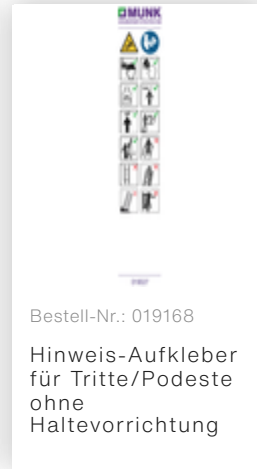 MUNK
Bestell-Nr.: 019168
Hinweis-Aufkleber
für Tritte/Podeste
ohne
Haltevorrichtung